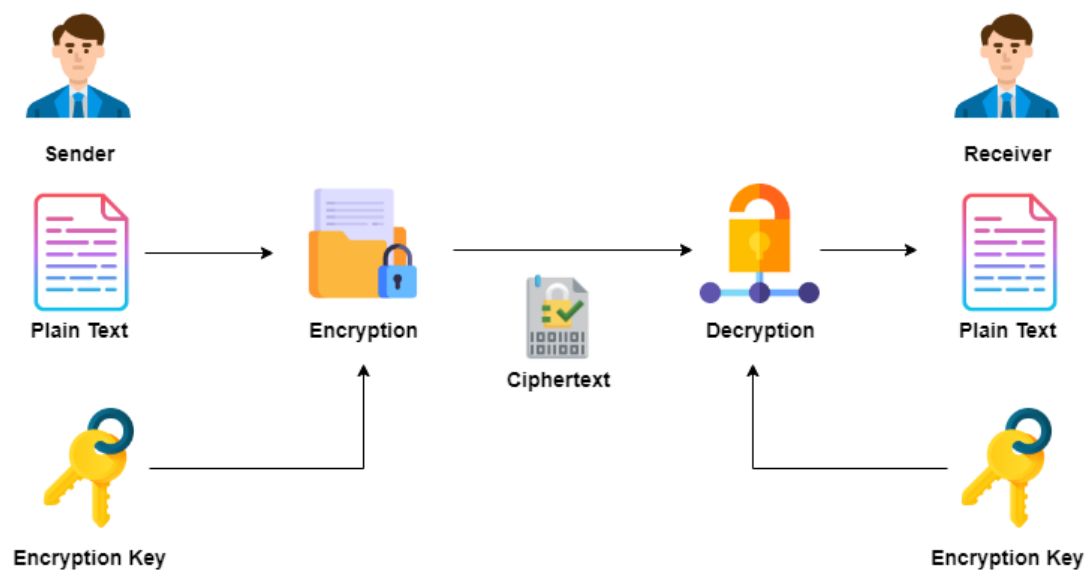 Sender
Receiver
Plain Text
Encryption
Ciphertext
Decryption
Plain Text
Encryption Key
Encryption Key